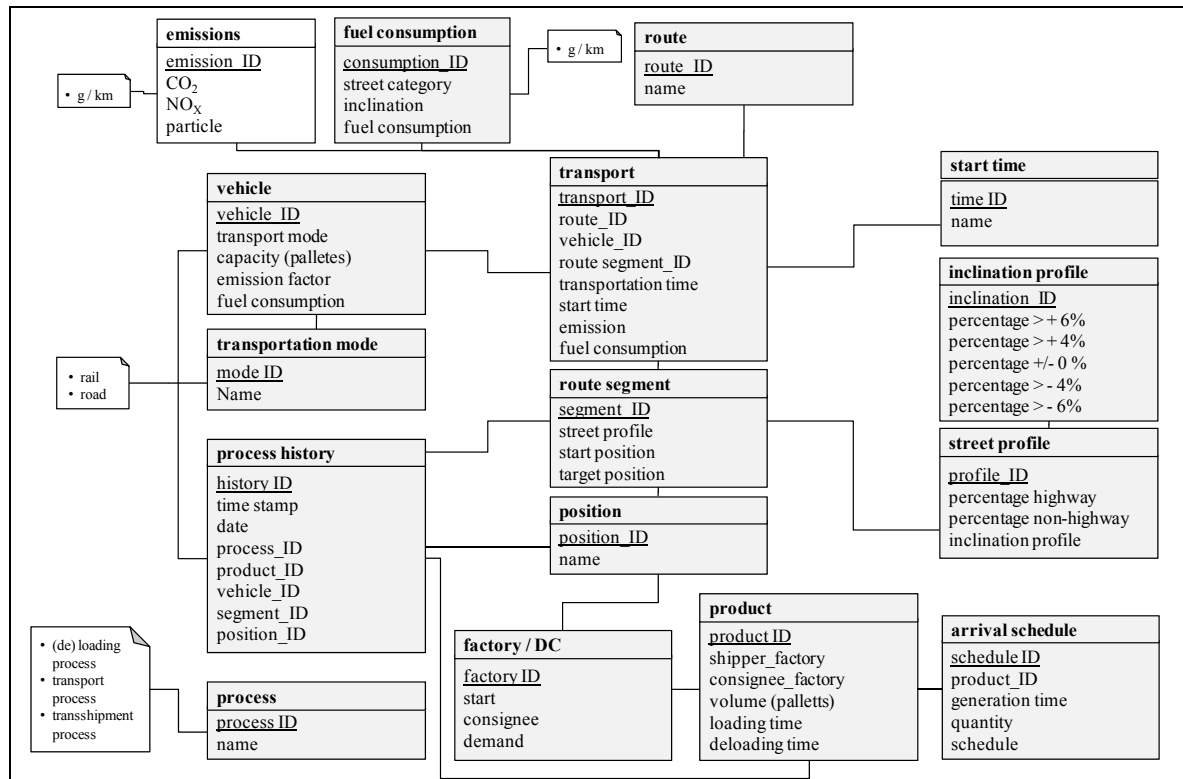 emissions
emission_ID
CO₂
NOX
particle
fuel consumption
consumption_ID
street category
inclination
fuel consumption
• g / km
• g / km
route
route_ID
name
transport
transport_ID
route_ID
vehicle_ID
route segment_ID
transportation time
start time
emission
fuel consumption
start time
time ID
name
vehicle
vehicle_ID
transport mode
capacity (palletes)
emission factor
fuel consumption
inclination profile
inclination_ID
percentage > + 6%
percentage > + 4%
percentage +/- 0 %
percentage > - 4%
percentage > - 6%
transportation mode
mode ID
Name
• rail
• road
route segment
segment_ID
street profile
start position
target position
street profile
profile_ID
percentage highway
percentage non-highway
inclination profile
process history
history ID
time stamp
date
process_ID
product_ID
vehicle_ID
segment_ID
position_ID
position
position_ID
name
• (de) loading
process
• transport
process
• transshipment
process
process
process ID
name
factory / DC
factory ID
start
consignee
demand
product
product ID
shipper_factory
consignee_factory
volume (palletts)
loading time
deloading time
arrival schedule
schedule ID
product_ID
generation time
quantity
schedule